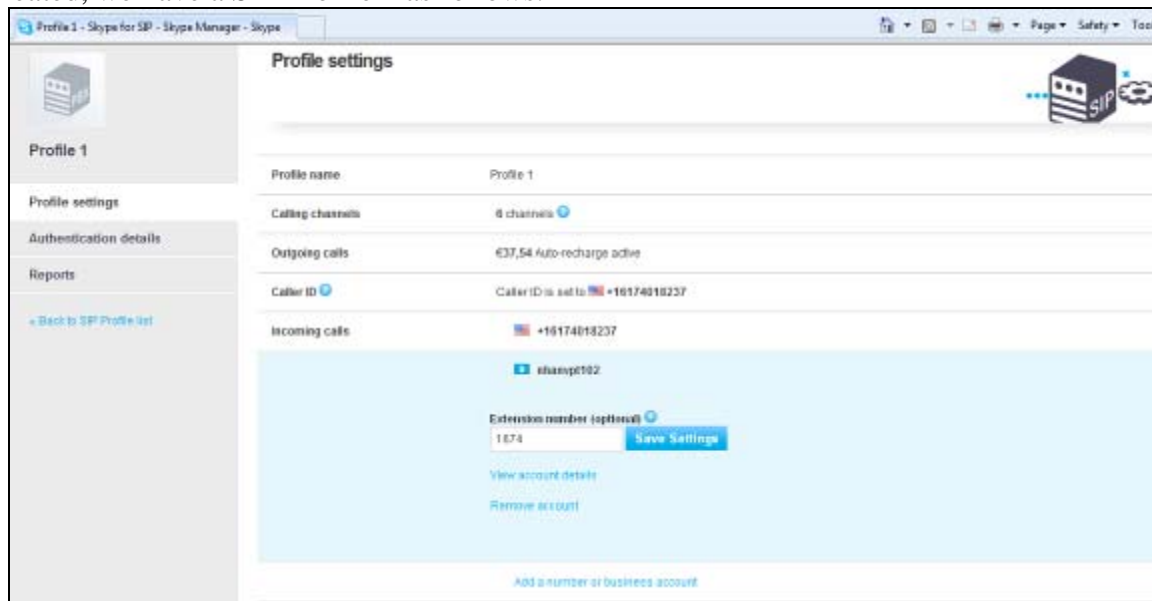 Profile 1 - Skype for SIP - Skype Manager - Skype
Page Safety
Profile settings
SIP
Profile 1
Profile name Profile 1
Profile settings
Calling channels 6 channels
Authentication details
Outgoing calls €37,54 Auto-recharge active
Reports
Caller ID Caller ID is set to +16174018237
« Back to SIP Profile list
Incoming calls +16174018237
nhanvpt102
Extension number (optional)
1874 Save Settings
View account details
Remove account
Add a number or business account